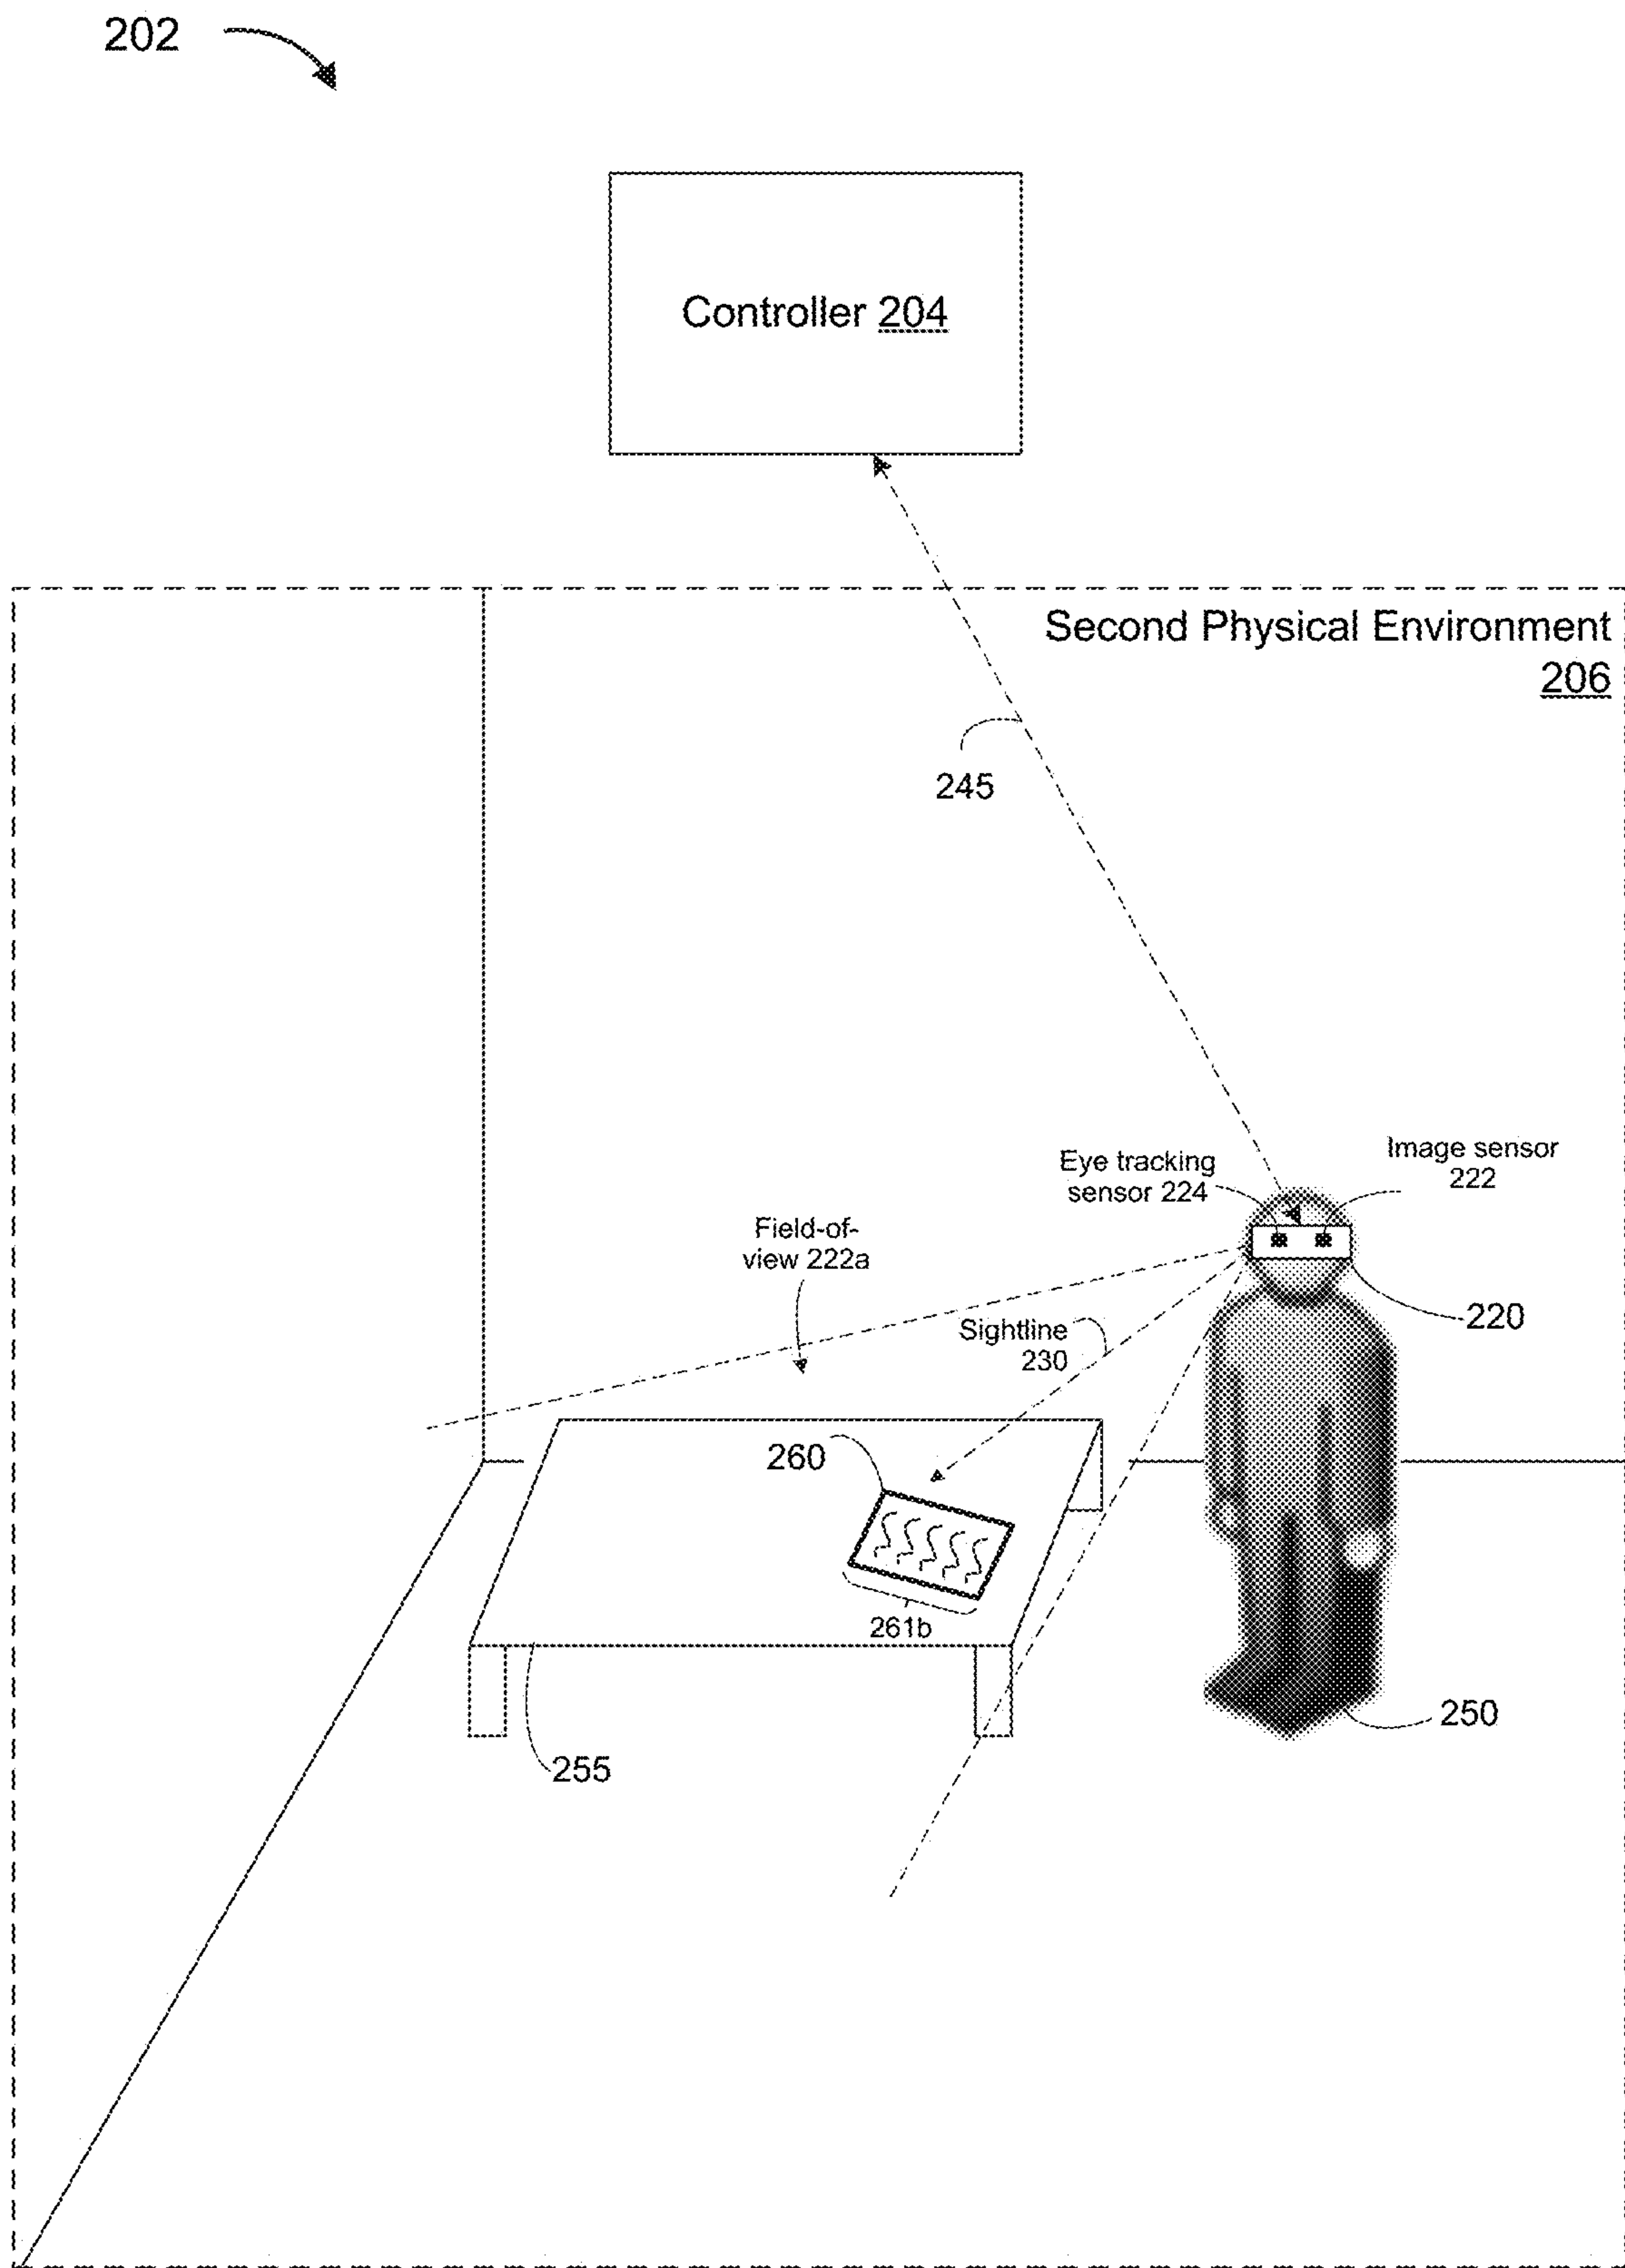 202
Controller 204
Second Physical Environment
206
245
Eye tracking
sensor 224
Image sensor
222
Field-of-
view 222a
220
Sightline
230
260
261b
250
255